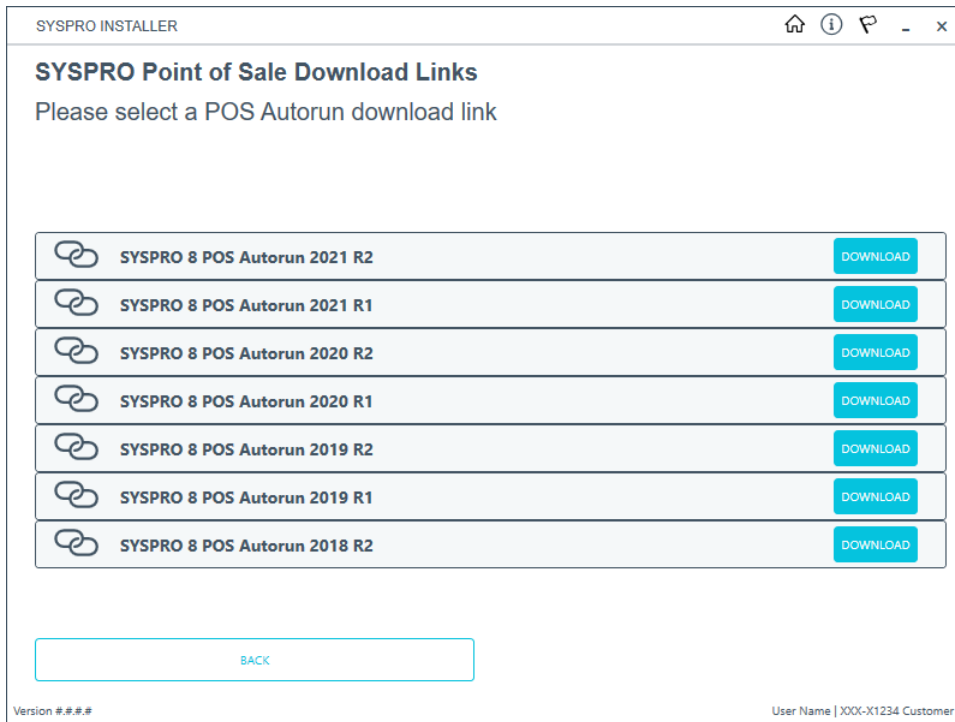 SYSPRO INSTALLER
SYSPRO Point of Sale Download Links
Please select a POS Autorun download link
SYSPRO 8 POS Autorun 2021 R2 DOWNLOAD
SYSPRO 8 POS Autorun 2021 R1 DOWNLOAD
SYSPRO 8 POS Autorun 2020 R2 DOWNLOAD
SYSPRO 8 POS Autorun 2020 R1 DOWNLOAD
SYSPRO 8 POS Autorun 2019 R2 DOWNLOAD
SYSPRO 8 POS Autorun 2019 R1 DOWNLOAD
SYSPRO 8 POS Autorun 2018 R2 DOWNLOAD
BACK
Version #.#.#.# User Name | XXX-X1234 Customer